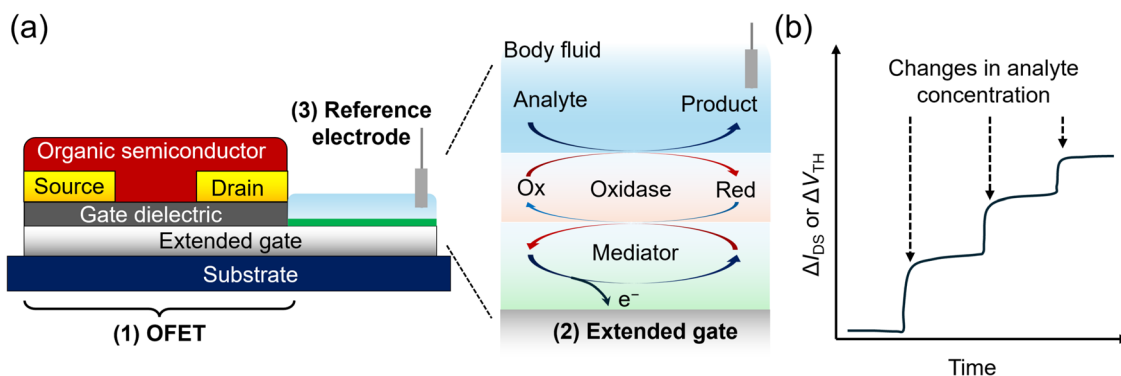 (a)
Organic semiconductor
Source
Drain
Gate dielectric
Extended gate
Substrate
(1) OFET
(3) Reference
electrode
Body fluid
Analyte
Product
Ox
Oxidase
Red
Mediator
e⁻
(2) Extended gate
(b)
Changes in analyte
concentration
ΔI_DS or ΔV_TH
Time